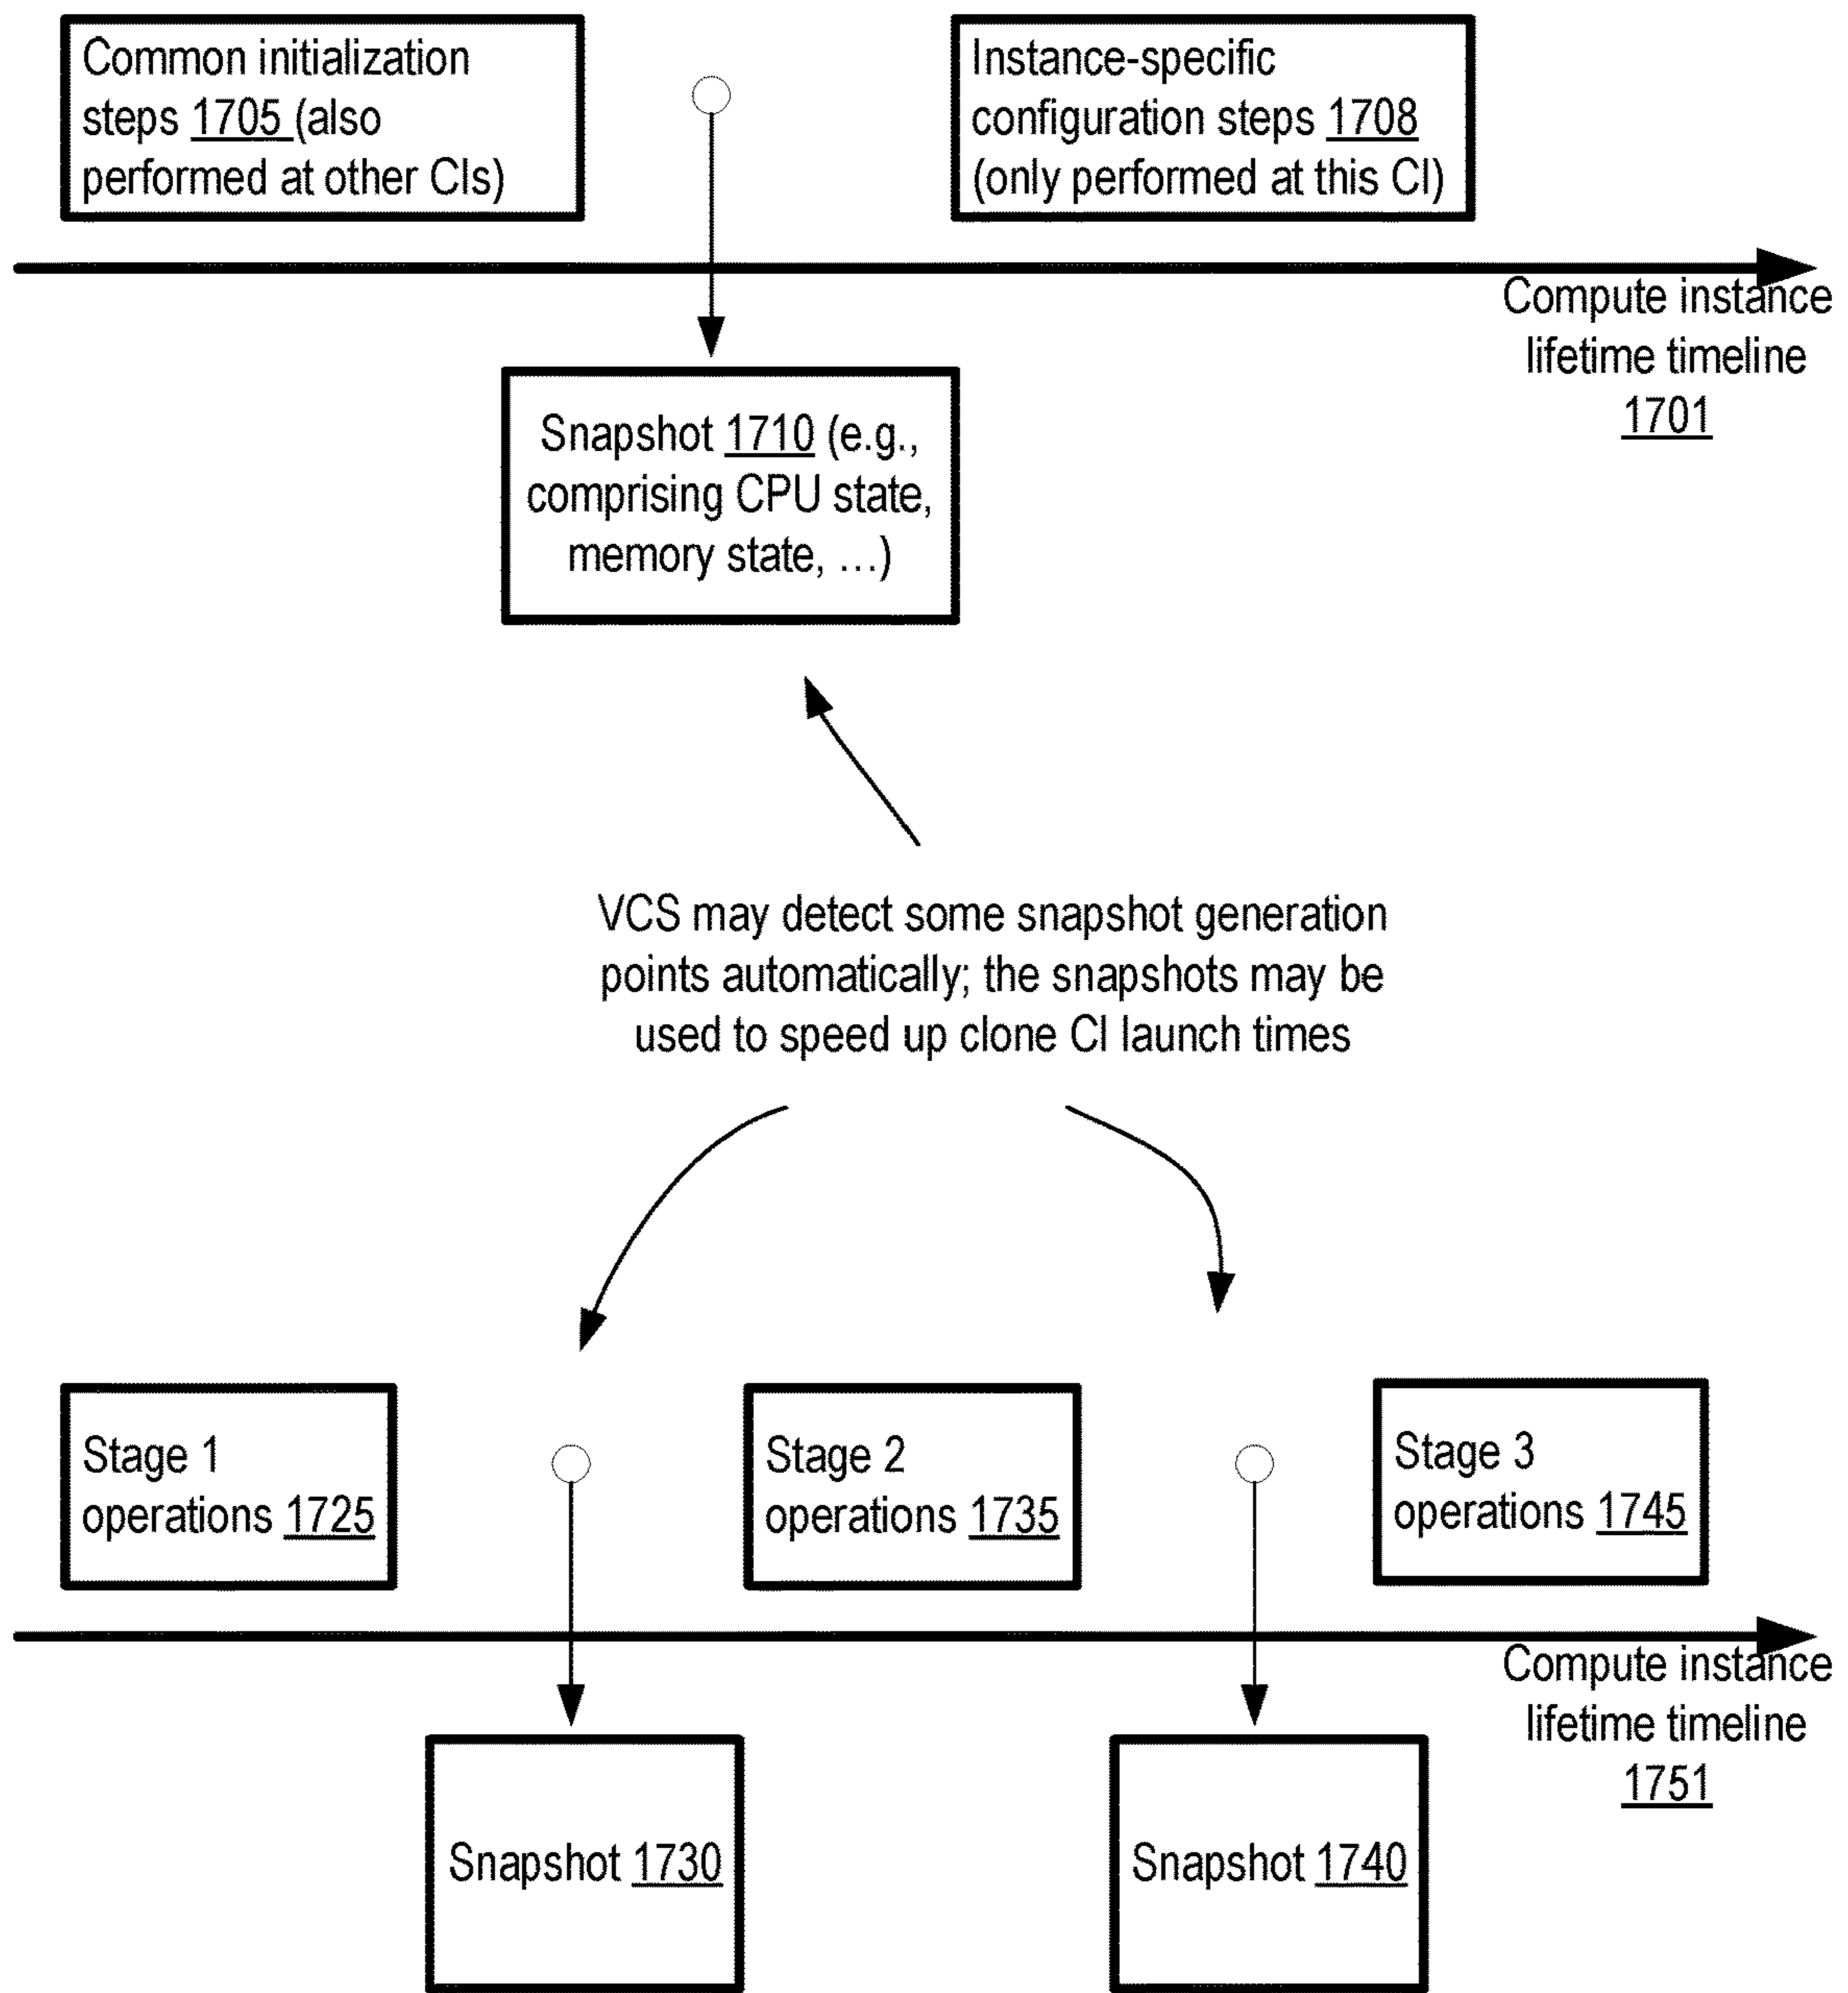 Common initialization
steps 1705 (also
performed at other CIs)
Instance-specific
configuration steps 1708
(only performed at this CI)
Compute instance
lifetime timeline
1701
Snapshot 1710 (e.g.,
comprising CPU state,
memory state, …)
VCS may detect some snapshot generation
points automatically; the snapshots may be
used to speed up clone CI launch times
Stage 1
operations 1725
Stage 2
operations 1735
Stage 3
operations 1745
Compute instance
lifetime timeline
1751
Snapshot 1730
Snapshot 1740